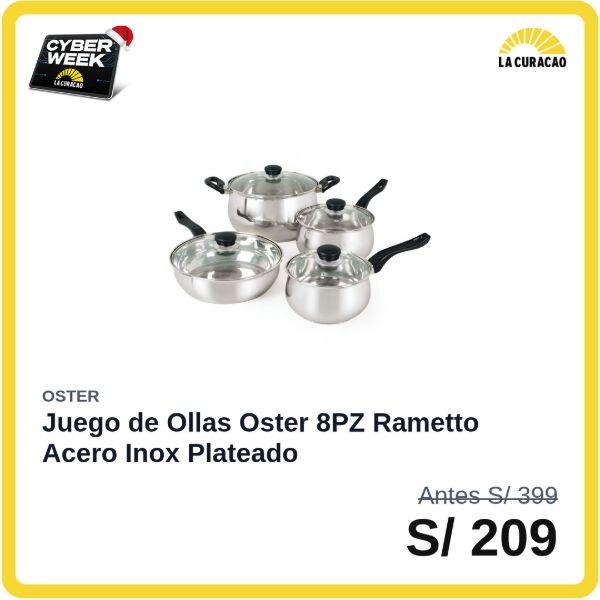 CYBER
WEEK
LA CURACAO
LA CURACAO
OSTER
Juego de Ollas Oster 8PZ Rametto
Acero Inox Plateado
Antes S/ 399
S/ 209